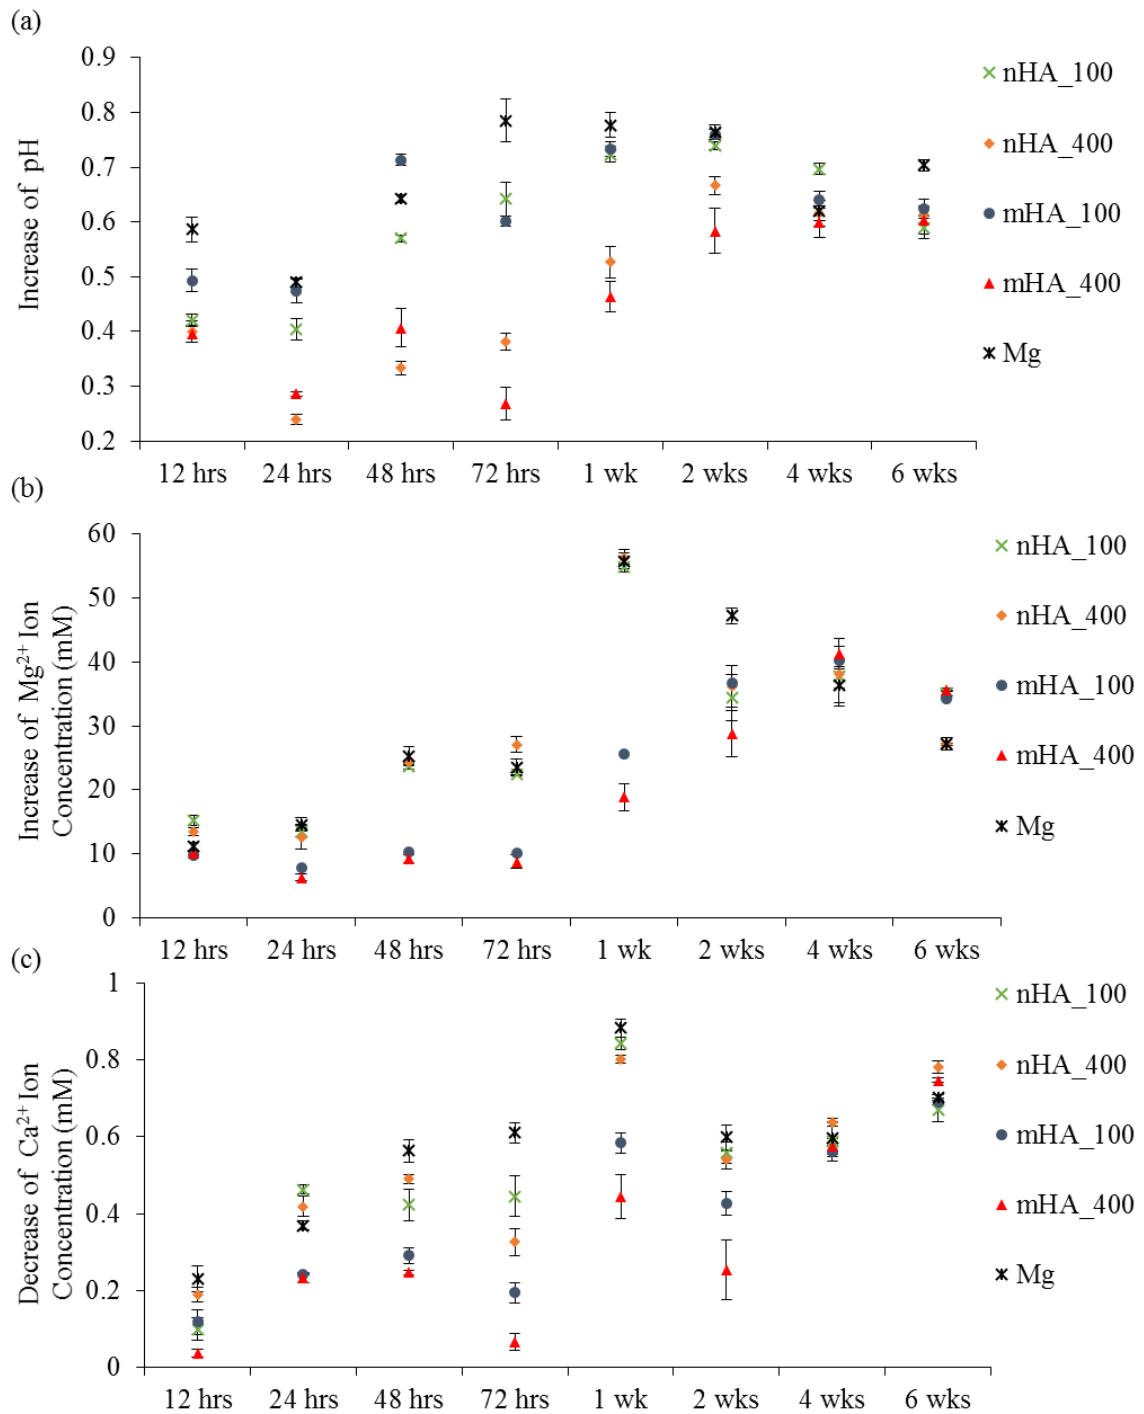 (a)
Increase of pH
0.9
0.8
0.7
0.6
0.5
0.4
0.3
0.2
12 hrs 24 hrs 48 hrs 72 hrs 1 wk 2 wks 4 wks 6 wks
nHA_100
nHA_400
mHA_100
mHA_400
Mg
(b)
Increase of Mg²⁺ Ion
Concentration (mM)
60
50
40
30
20
10
0
12 hrs 24 hrs 48 hrs 72 hrs 1 wk 2 wks 4 wks 6 wks
nHA_100
nHA_400
mHA_100
mHA_400
Mg
(c)
Decrease of Ca²⁺ Ion
Concentration (mM)
1
0.8
0.6
0.4
0.2
0
12 hrs 24 hrs 48 hrs 72 hrs 1 wk 2 wks 4 wks 6 wks
nHA_100
nHA_400
mHA_100
mHA_400
Mg